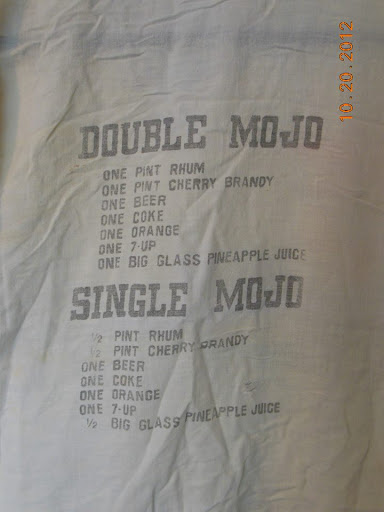 10.20.2012
DOUBLE MOJO
ONE PINT RHUM
ONE PINT CHERRY BRANDY
ONE BEER
ONE COKE
ONE ORANGE
ONE 7-UP
ONE BIG GLASS PINEAPPLE JUICE
SINGLE MOJO
½ PINT RHUM
½ PINT CHERRY BRANDY
ONE BEER
ONE COKE
ONE ORANGE
ONE 7-UP
½ BIG GLASS PINEAPPLE JUICE